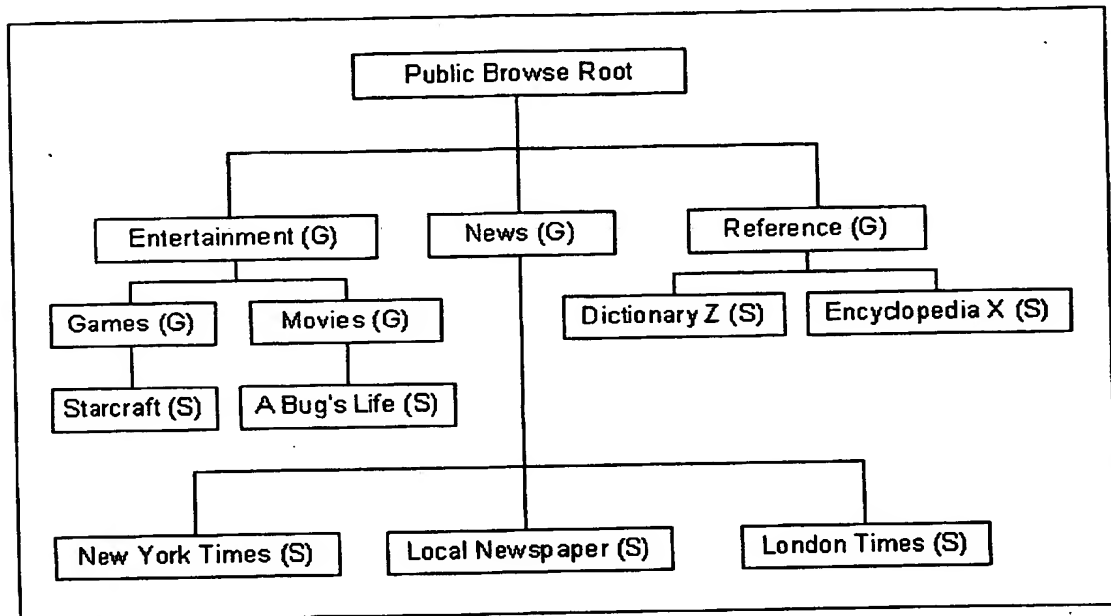 Public Browse Root
Entertainment (G)
News (G)
Reference (G)
Games (G)
Movies (G)
Dictionary Z (S)
Encyclopedia X (S)
Starcraft (S)
A Bug's Life (S)
New York Times (S)
Local Newspaper (S)
London Times (S)